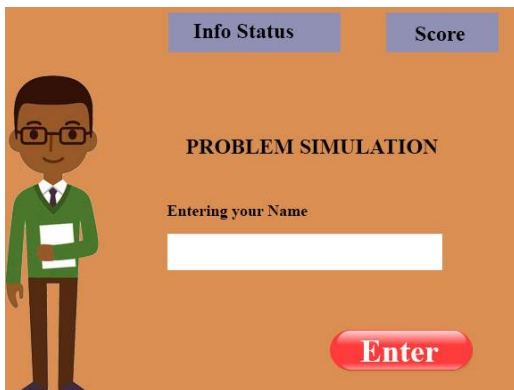 Info Status
Score
PROBLEM SIMULATION
Entering your Name
Enter